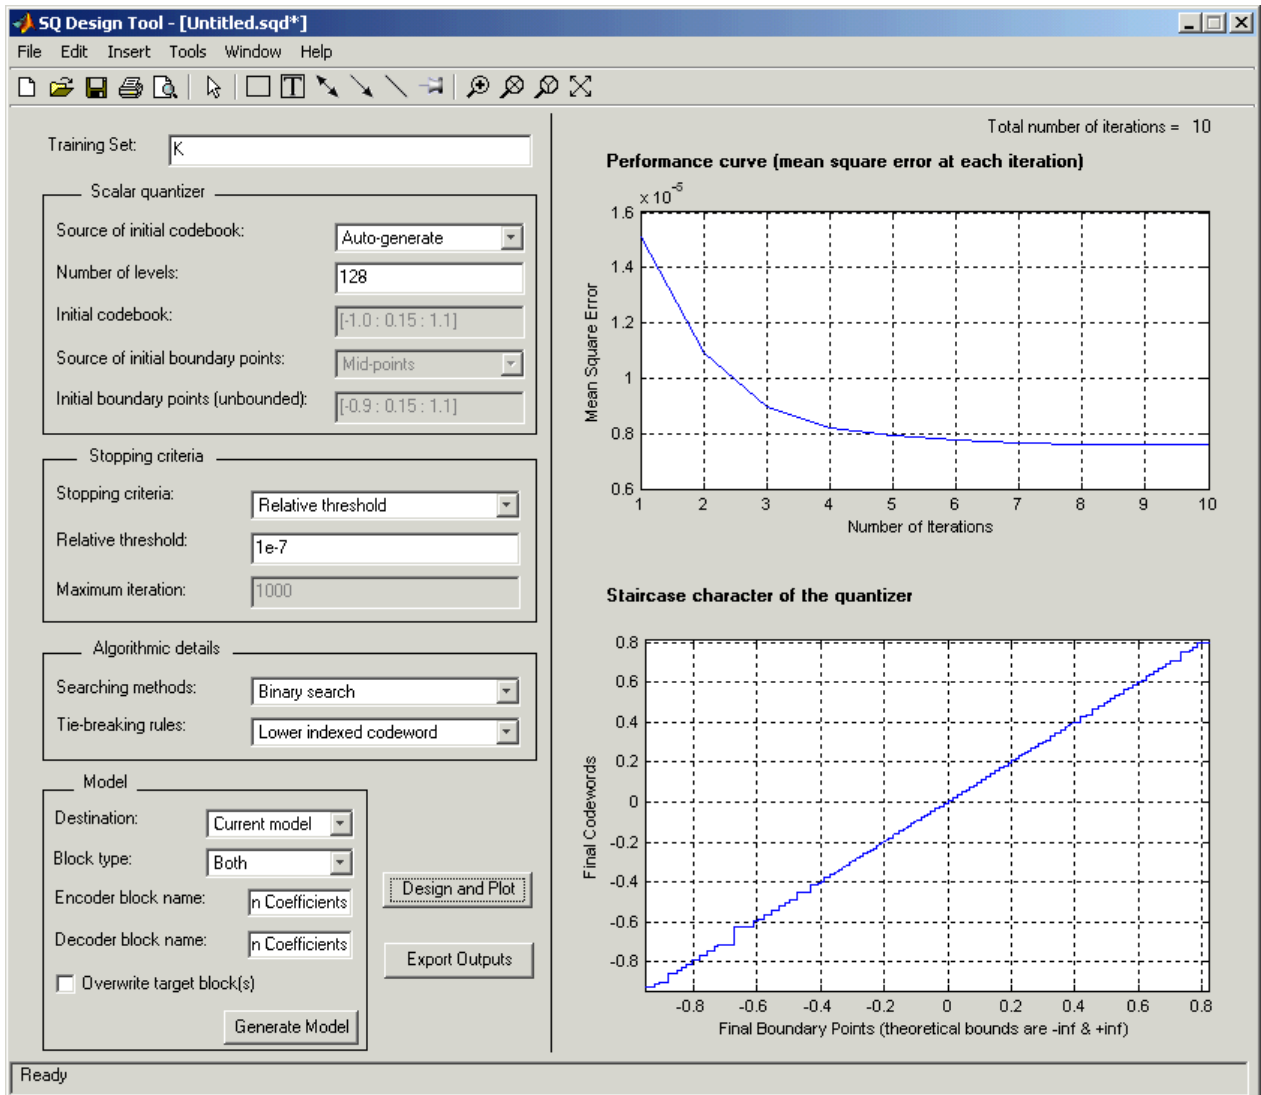 SQ Design Tool - [Untitled.sqd*]
File Edit Insert Tools Window Help
T
Training Set: K
Scalar quantizer
Source of initial codebook: Auto-generate
Number of levels: 128
Initial codebook: [-1.0 : 0.15 : 1.1]
Source of initial boundary points: Mid-points
Initial boundary points (unbounded): [-0.9 : 0.15 : 1.1]
Stopping criteria
Stopping criteria: Relative threshold
Relative threshold: 1e-7
Maximum iteration: 1000
Algorithmic details
Searching methods: Binary search
Tie-breaking rules: Lower indexed codeword
Model
Destination: Current model
Block type: Both
Encoder block name: n Coefficients
Decoder block name: n Coefficients
Overwrite target block(s)
Generate Model
Design and Plot
Export Outputs
Total number of iterations = 10
Performance curve (mean square error at each iteration)
x 10^-5
1.6
1.4
1.2
1
0.8
0.6
Mean Square Error
1 2 3 4 5 6 7 8 9 10
Number of Iterations
Staircase character of the quantizer
0.8
0.6
0.4
0.2
0
-0.2
-0.4
-0.6
-0.8
Final Codewords
-0.8 -0.6 -0.4 -0.2 0 0.2 0.4 0.6 0.8
Final Boundary Points (theoretical bounds are -inf & +inf)
Ready